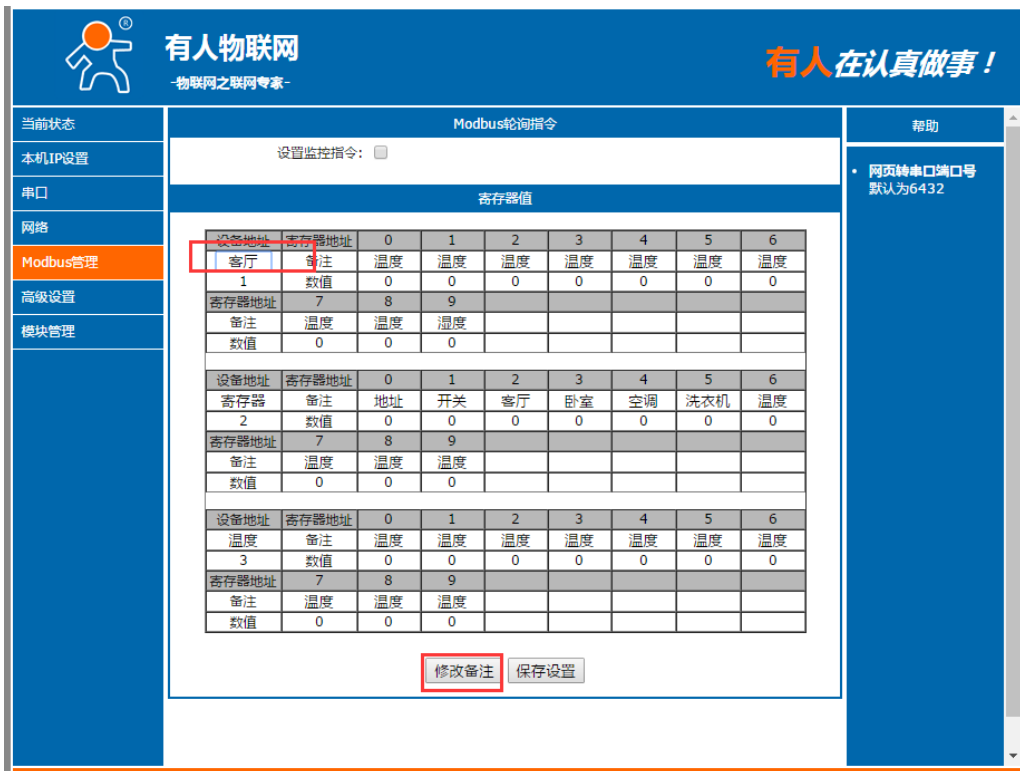 ®
有人物联网
-物联网之联网专家-
有人在认真做事！
当前状态
本机IP设置
串口
网络
Modbus管理
高级设置
模块管理
Modbus轮询指令
设置监控指令:
寄存器值
设备地址 寄存器地址 0 1 2 3 4 5 6
客厅 备注 温度 温度 温度 温度 温度 温度 温度
1 数值 0 0 0 0 0 0 0
寄存器地址 7 8 9
备注 温度 温度 湿度
数值 0 0 0
设备地址 寄存器地址 0 1 2 3 4 5 6
寄存器 备注 地址 开关 客厅 卧室 空调 洗衣机 温度
2 数值 0 0 0 0 0 0 0
寄存器地址 7 8 9
备注 温度 温度 温度
数值 0 0 0
设备地址 寄存器地址 0 1 2 3 4 5 6
温度 备注 温度 温度 温度 温度 温度 温度 温度
3 数值 0 0 0 0 0 0 0
寄存器地址 7 8 9
备注 温度 温度 温度
数值 0 0 0
修改备注 保存设置
帮助
• 网页转串口端口号
默认为6432